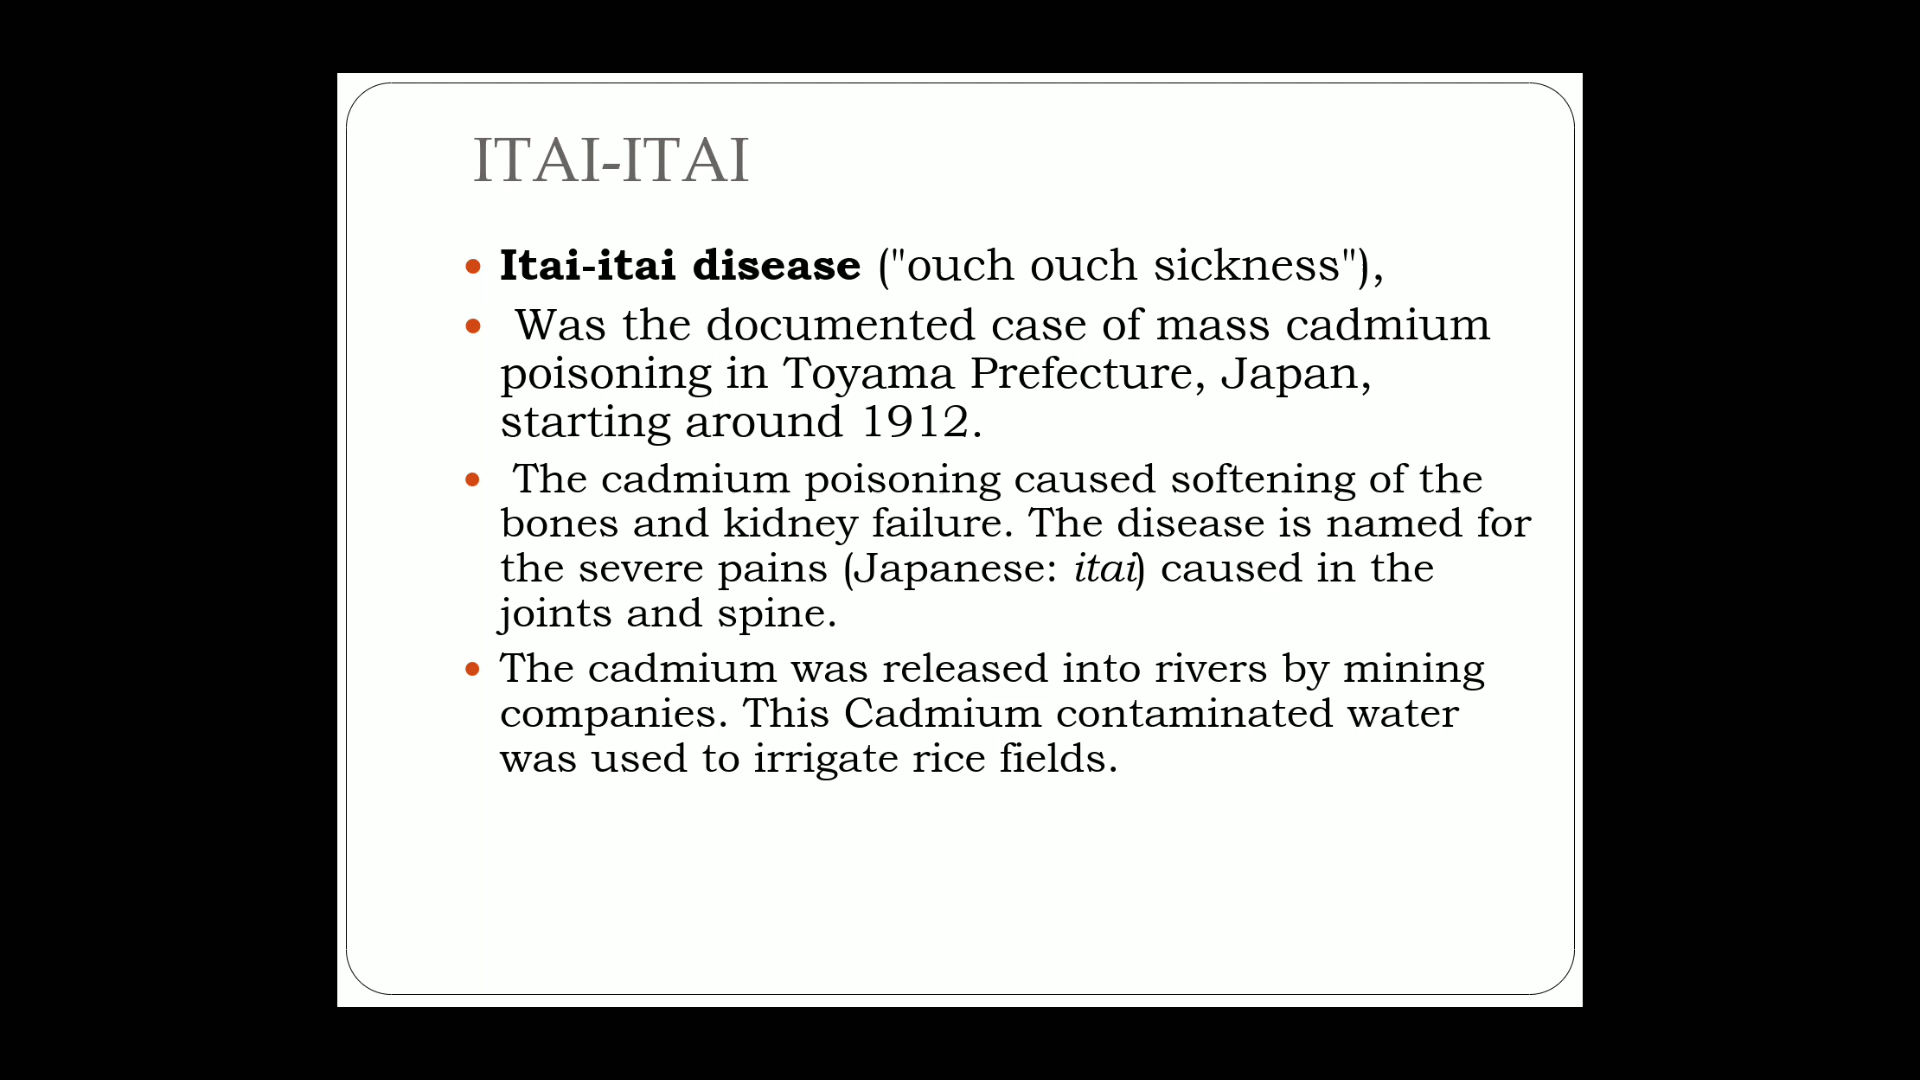 ITAI-ITAI
• Itai-itai disease ("ouch ouch sickness"),
• Was the documented case of mass cadmium
poisoning in Toyama Prefecture, Japan,
starting around 1912.
• The cadmium poisoning caused softening of the
bones and kidney failure. The disease is named for
the severe pains (Japanese: itai) caused in the
joints and spine.
• The cadmium was released into rivers by mining
companies. This Cadmium contaminated water
was used to irrigate rice fields.